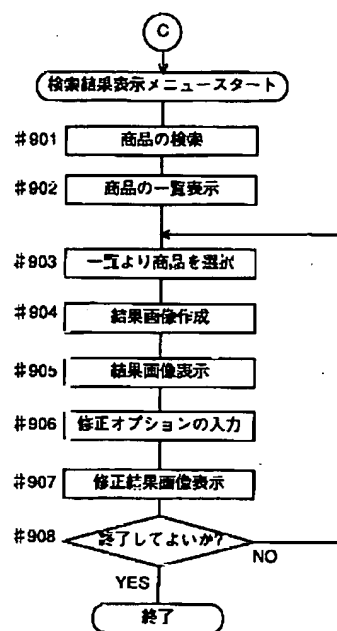 C
検索結果表示メニュースタート
#901 商品の検索
#902 商品の一覧表示
#903 一覧より商品を選択
#904 結果画像作成
#905 結果画像表示
#906 修正オプションの入力
#907 修正結果画像表示
#908 終了してよいか?
NO
YES
終了